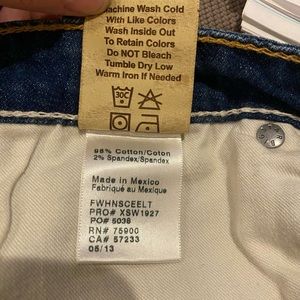 Machine Wash Cold
With Like Colors
Wash Inside Out
To Retain Colors
Do NOT Bleach
Tumble Dry Low
Warm Iron If Needed
30C
98% Cotton/Coton
2% Spandex/Spandex
Made in Mexico
Fabriqué au Mexique
FWHNSCEELT
PRO# XSW1927
PO# 5038
RN# 75900
CA# 57233
05/13